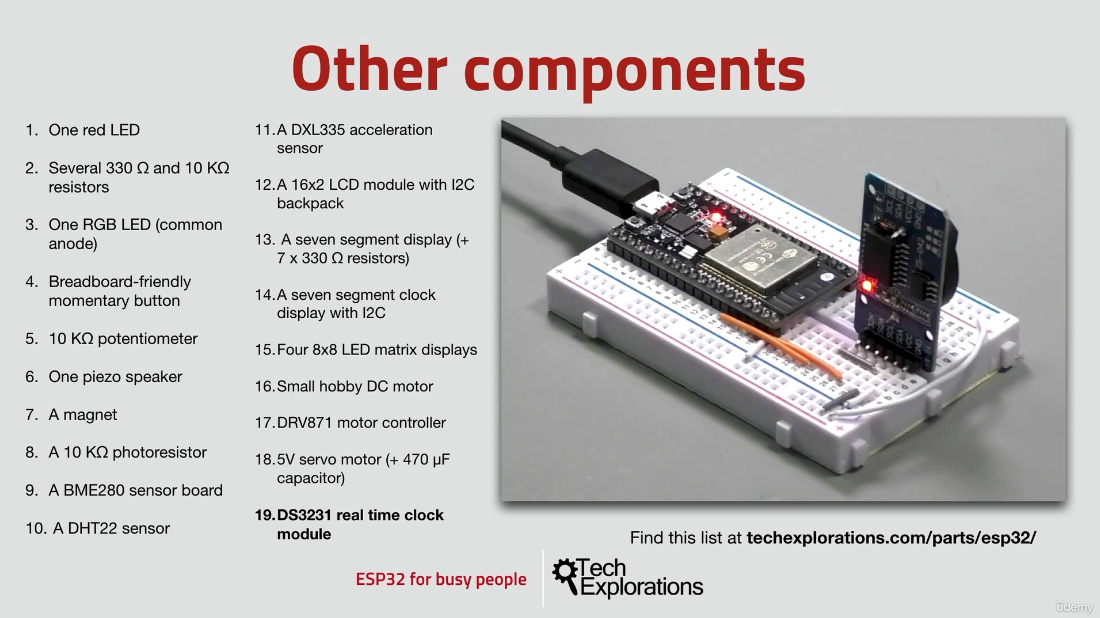 Other components
1. One red LED
2. Several 330 Ω and 10 KΩ
resistors
3. One RGB LED (common
anode)
4. Breadboard-friendly
momentary button
5. 10 KΩ potentiometer
6. One piezo speaker
7. A magnet
8. A 10 KΩ photoresistor
9. A BME280 sensor board
10. A DHT22 sensor
11. A DXL335 acceleration
sensor
12. A 16x2 LCD module with I2C
backpack
13. A seven segment display (+
7 x 330 Ω resistors)
14. A seven segment clock
display with I2C
15. Four 8x8 LED matrix displays
16. Small hobby DC motor
17. DRV871 motor controller
18. 5V servo motor (+ 470 µF
capacitor)
19. DS3231 real time clock
module
Find this list at techexplorations.com/parts/esp32/
ESP32 for busy people
Tech
Explorations
ûdemy